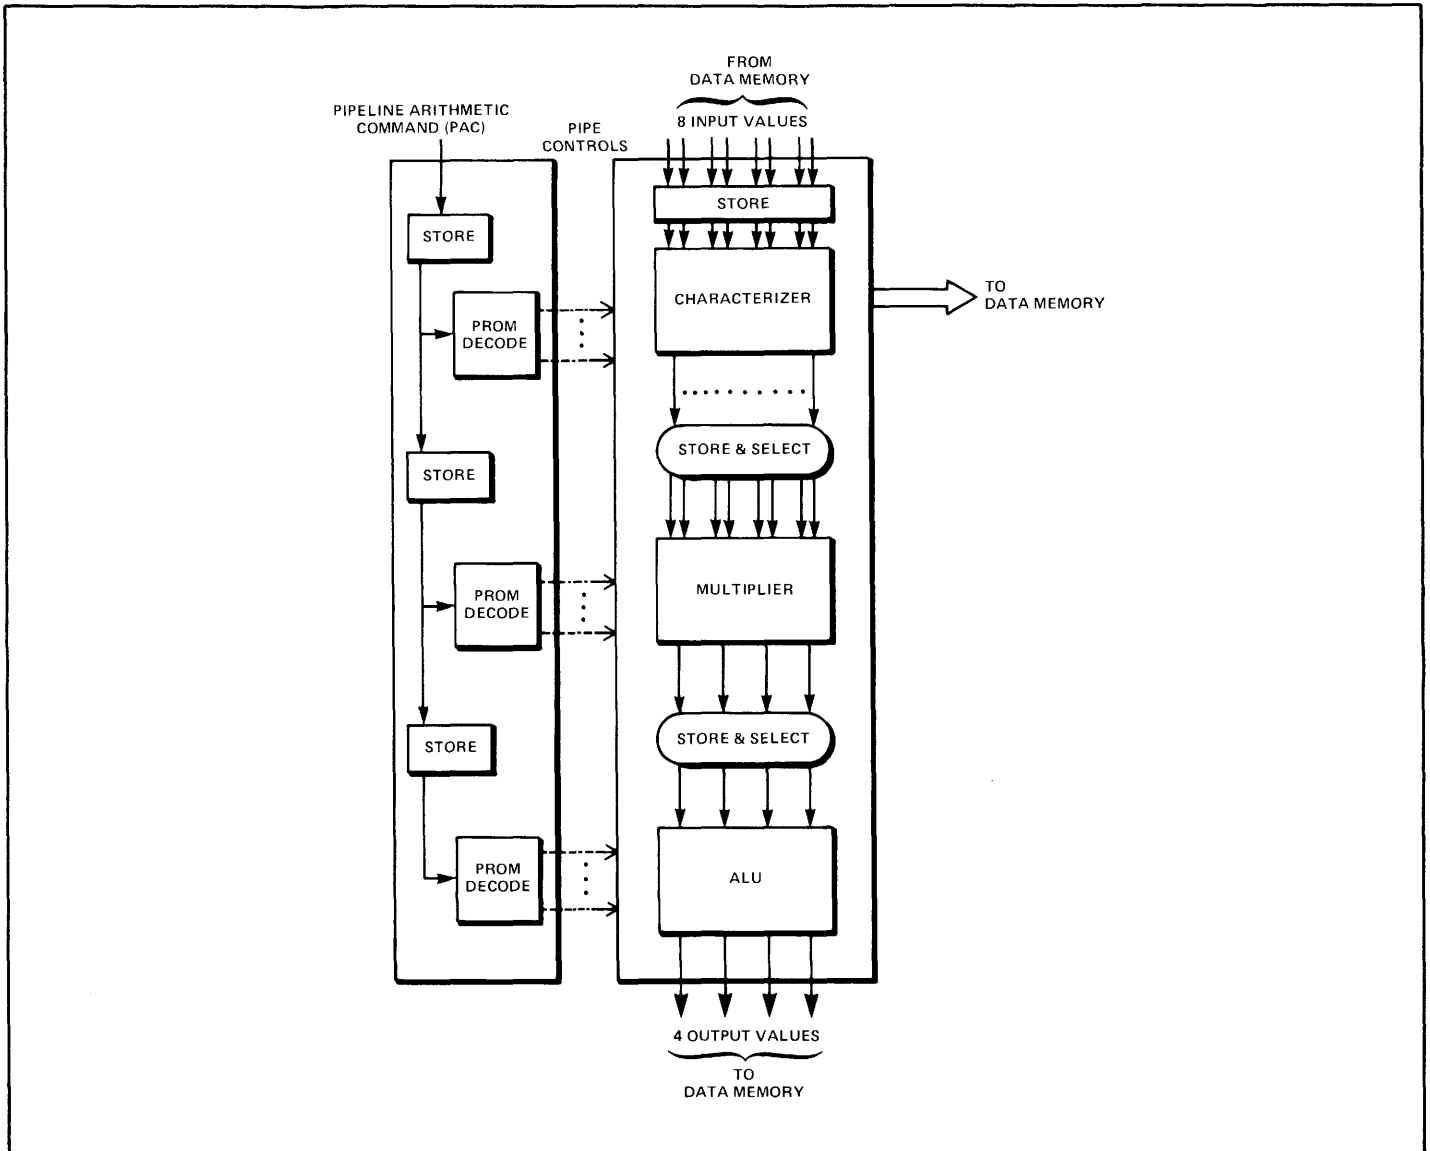 FROM
DATA MEMORY
8 INPUT VALUES
PIPELINE ARITHMETIC
COMMAND (PAC)
PIPE
CONTROLS
STORE
STORE
CHARACTERIZER
TO
DATA MEMORY
PROM
DECODE
STORE & SELECT
STORE
MULTIPLIER
PROM
DECODE
STORE & SELECT
STORE
ALU
PROM
DECODE
4 OUTPUT VALUES
TO
DATA MEMORY